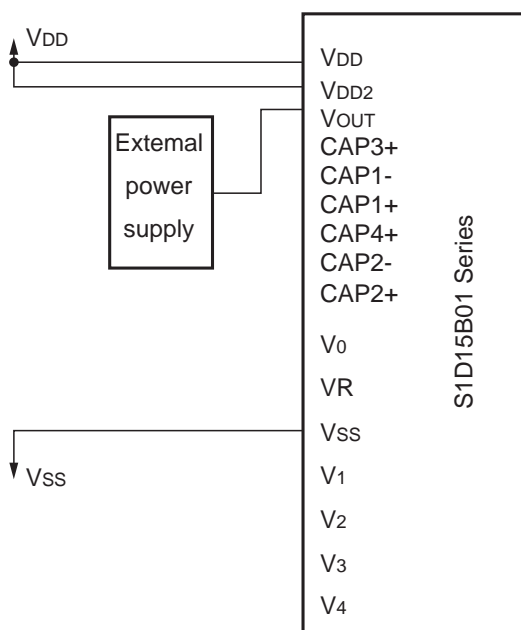 VDD
VDD
VDD2
VOUT
External
power
supply
CAP3+
CAP1-
CAP1+
CAP4+
CAP2-
CAP2+
V0
VR
VSS
VSS
V1
V2
V3
V4
S1D15B01 Series